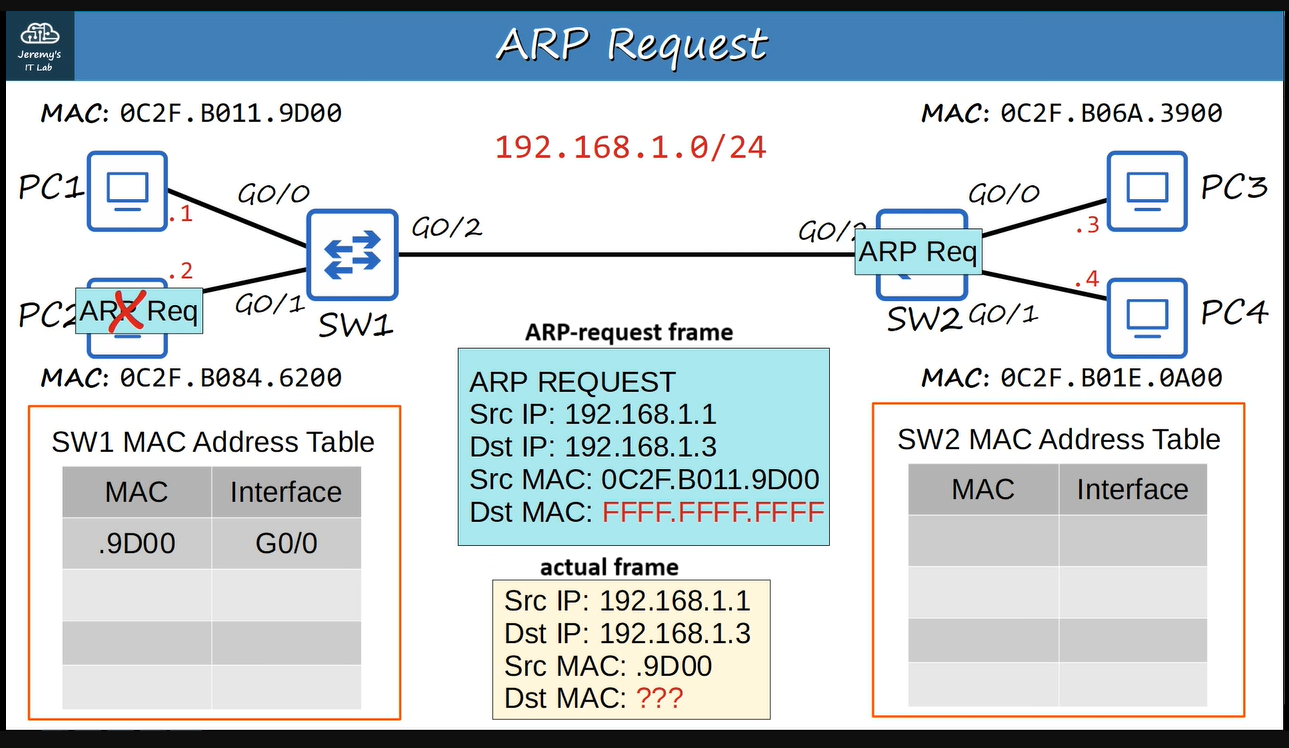 Jeremy's
IT Lab
ARP Request
MAC: 0C2F.B011.9D00
MAC: 0C2F.B06A.3900
192.168.1.0/24
PC1
.1
G0/0
G0/2
G0/2
G0/0
.3
PC3
.2
ARP Req
.4
PC2
ARP Req
G0/1
SW1
SW2
G0/1
PC4
MAC: 0C2F.B084.6200
MAC: 0C2F.B01E.0A00
ARP-request frame
ARP REQUEST
Src IP: 192.168.1.1
Dst IP: 192.168.1.3
Src MAC: 0C2F.B011.9D00
Dst MAC: FFFF.FFFF.FFFF
actual frame
Src IP: 192.168.1.1
Dst IP: 192.168.1.3
Src MAC: .9D00
Dst MAC: ???
SW1 MAC Address Table
MAC Interface
.9D00 G0/0
SW2 MAC Address Table
MAC Interface